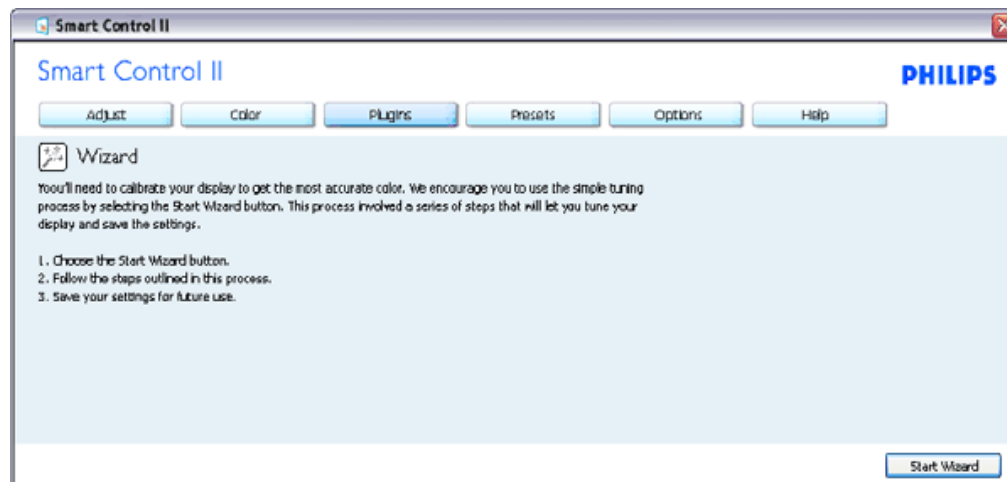 Smart Control II
Smart Control II
PHILIPS
Adjust Color Plugins Presets Options Help
Wizard
Yoou'll need to calibrate your display to get the most accurate color. We encourage you to use the simple tuning
process by selecting the Start Wizard button. This process involved a series of steps that will let you tune your
display and save the settings.
1. Choose the Start Wizard button.
2. Follow the steps outlined in this process.
3. Save your settings for future use.
Start Wizard